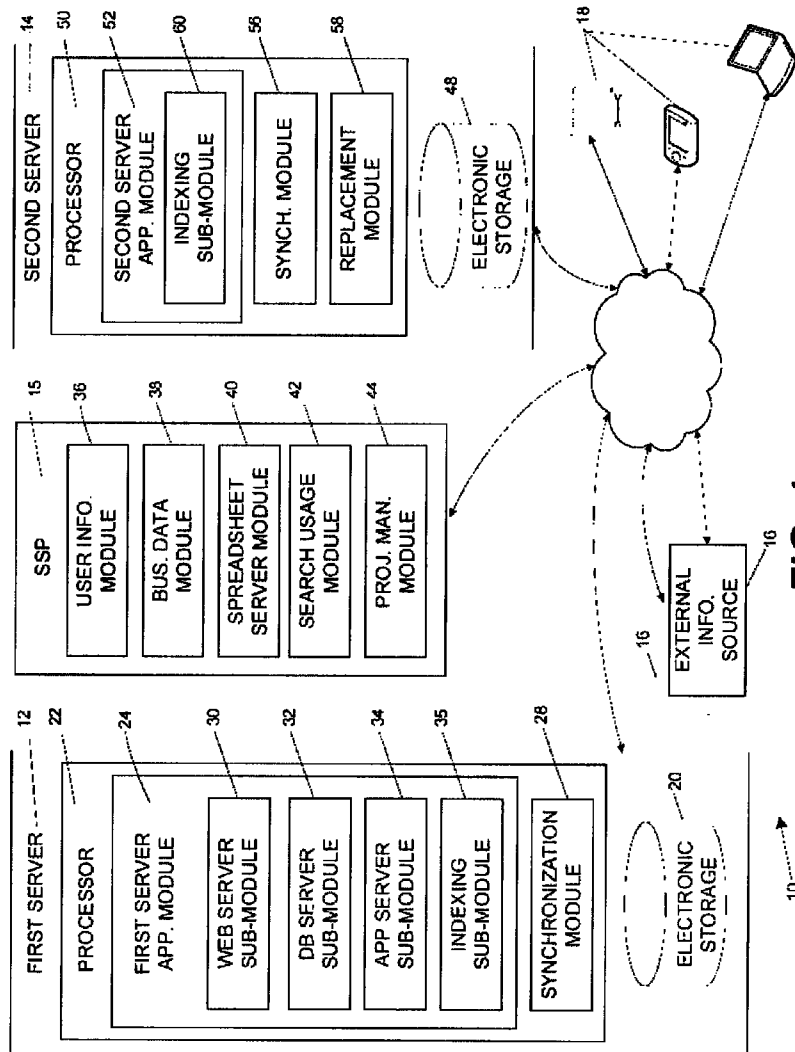 FIRST SERVER
12
PROCESSOR
22
FIRST SERVER
APP. MODULE
24
WEB SERVER
SUB-MODULE
30
DB SERVER
SUB-MODULE
32
APP SERVER
SUB-MODULE
34
INDEXING
SUB-MODULE
35
SYNCHRONIZATION
MODULE
28
ELECTRONIC
STORAGE
20
10
SSP
15
USER INFO.
MODULE
36
BUS. DATA
MODULE
38
SPREADSHEET
SERVER MODULE
40
SEARCH USAGE
MODULE
42
PROJ. MAN.
MODULE
44
16
EXTERNAL
INFO.
SOURCE
16
SECOND SERVER
14
PROCESSOR
50
SECOND SERVER
APP. MODULE
52
INDEXING
SUB-MODULE
60
SYNCH. MODULE
56
REPLACEMENT
MODULE
58
ELECTRONIC
STORAGE
48
18